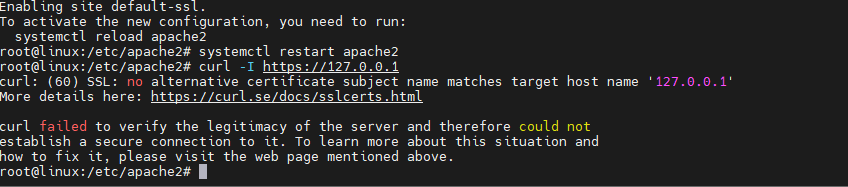 Enabling site default-ssl.
To activate the new configuration, you need to run:
  systemctl reload apache2
root@linux:/etc/apache2# systemctl restart apache2
root@linux:/etc/apache2# curl -I https://127.0.0.1
curl: (60) SSL: no alternative certificate subject name matches target host name '127.0.0.1'
More details here: https://curl.se/docs/sslcerts.html

curl failed to verify the legitimacy of the server and therefore could not
establish a secure connection to it. To learn more about this situation and
how to fix it, please visit the web page mentioned above.
root@linux:/etc/apache2#